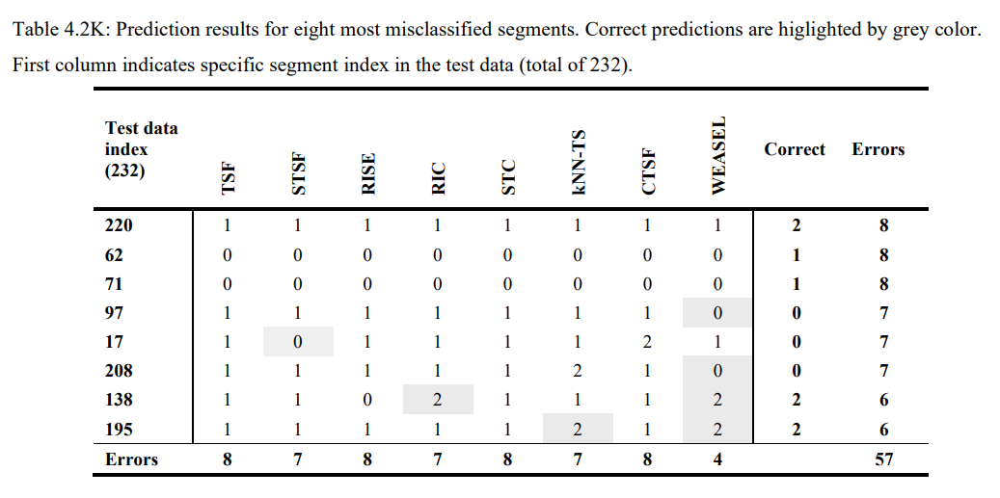 Table 4.2K: Prediction results for eight most misclassified segments. Correct predictions are higlighted by grey color.
First column indicates specific segment index in the test data (total of 232).
Test data index (232) TSF STSF RISE RIC STC kNN-TS CTSF WEASEL Correct Errors
220 1 1 1 1 1 1 1 1 2 8
62 0 0 0 0 0 0 0 0 1 8
71 0 0 0 0 0 0 0 0 1 8
97 1 1 1 1 1 1 1 0 0 7
17 1 0 1 1 1 1 2 1 0 7
208 1 1 1 1 1 2 1 0 0 7
138 1 1 0 2 1 1 1 2 2 6
195 1 1 1 1 1 2 1 2 2 6
Errors 8 7 8 7 8 7 8 4 57